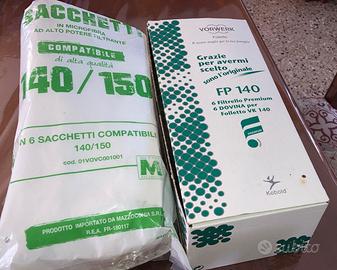 SACCHETTI
IN MICROFIBRA
AD ALTO POTERE FILTRANTE
COMPATIBILE
di alta qualità
140/150
N 6 SACCHETTI COMPATIBILI
140/150
cod. 01VOVC001001
M
PRODOTTO IMPORTATO DA MAZZOCCHIA S.R.L.
R.E.A. FR-180117
VORWERK
Folletto
Grazie
per avermi
scelto
sono l'originale
FP 140
6 Filtrello Premium
6 DOVINA per
Folletto VK 140
Kobold
subito